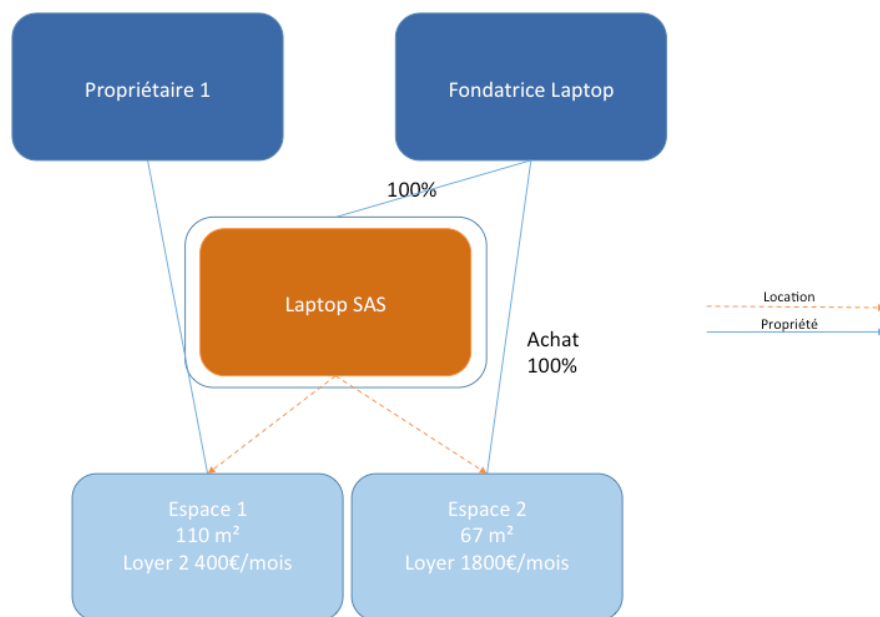 Propriétaire 1
Fondatrice Laptop
100%
Laptop SAS
Location
Propriété
Achat
100%
Espace 1
110 m²
Loyer 2 400€/mois
Espace 2
67 m²
Loyer 1800€/mois